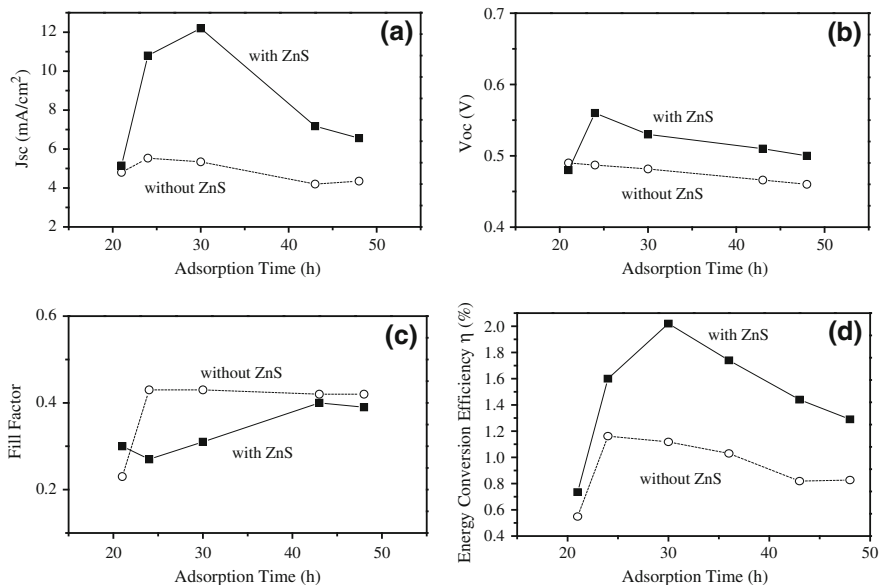 (a)
12
10
8
6
4
2
Jsc (mA/cm²)
with ZnS
without ZnS
20 30 40 50
Adsorption Time (h)
(b)
0.7
0.6
0.5
0.4
Voc (V)
with ZnS
without ZnS
20 30 40 50
Adsorption Time (h)
(c)
0.6
0.4
0.2
Fill Factor
without ZnS
with ZnS
20 30 40 50
Adsorption Time (h)
(d)
2.0
1.8
1.6
1.4
1.2
1.0
0.8
0.6
0.4
Energy Conversion Efficiency η (%)
with ZnS
without ZnS
20 30 40 50
Adsorption Time (h)